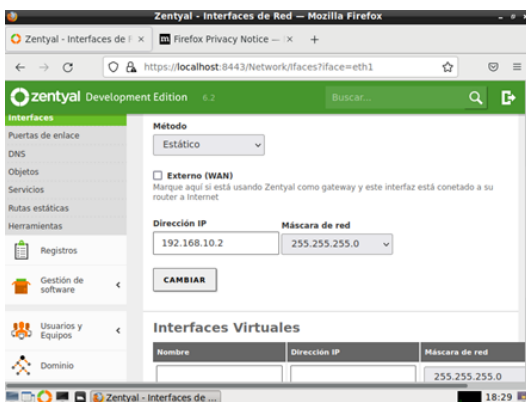 Zentyal - Interfaces de Red — Mozilla Firefox
Zentyal - Interfaces de R
Firefox Privacy Notice —
https://localhost:8443/Network/Ifaces?iface=eth1
zentyal Development Edition 6.2
Buscar...
Interfaces
Puertas de enlace
DNS
Objetos
Servicios
Rutas estáticas
Herramientas
Registros
Gestión de
software
Usuarios y
Equipos
Dominio
Método
Estático
Externo (WAN)
Marque aquí si está usando Zentyal como gateway y este interfaz está conetado a su
router a Internet
Dirección IP
Máscara de red
192.168.10.2
255.255.255.0
CAMBIAR
Interfaces Virtuales
Nombre
Dirección IP
Máscara de red
255.255.255.0
Zentyal - Interfaces de ...
18:29